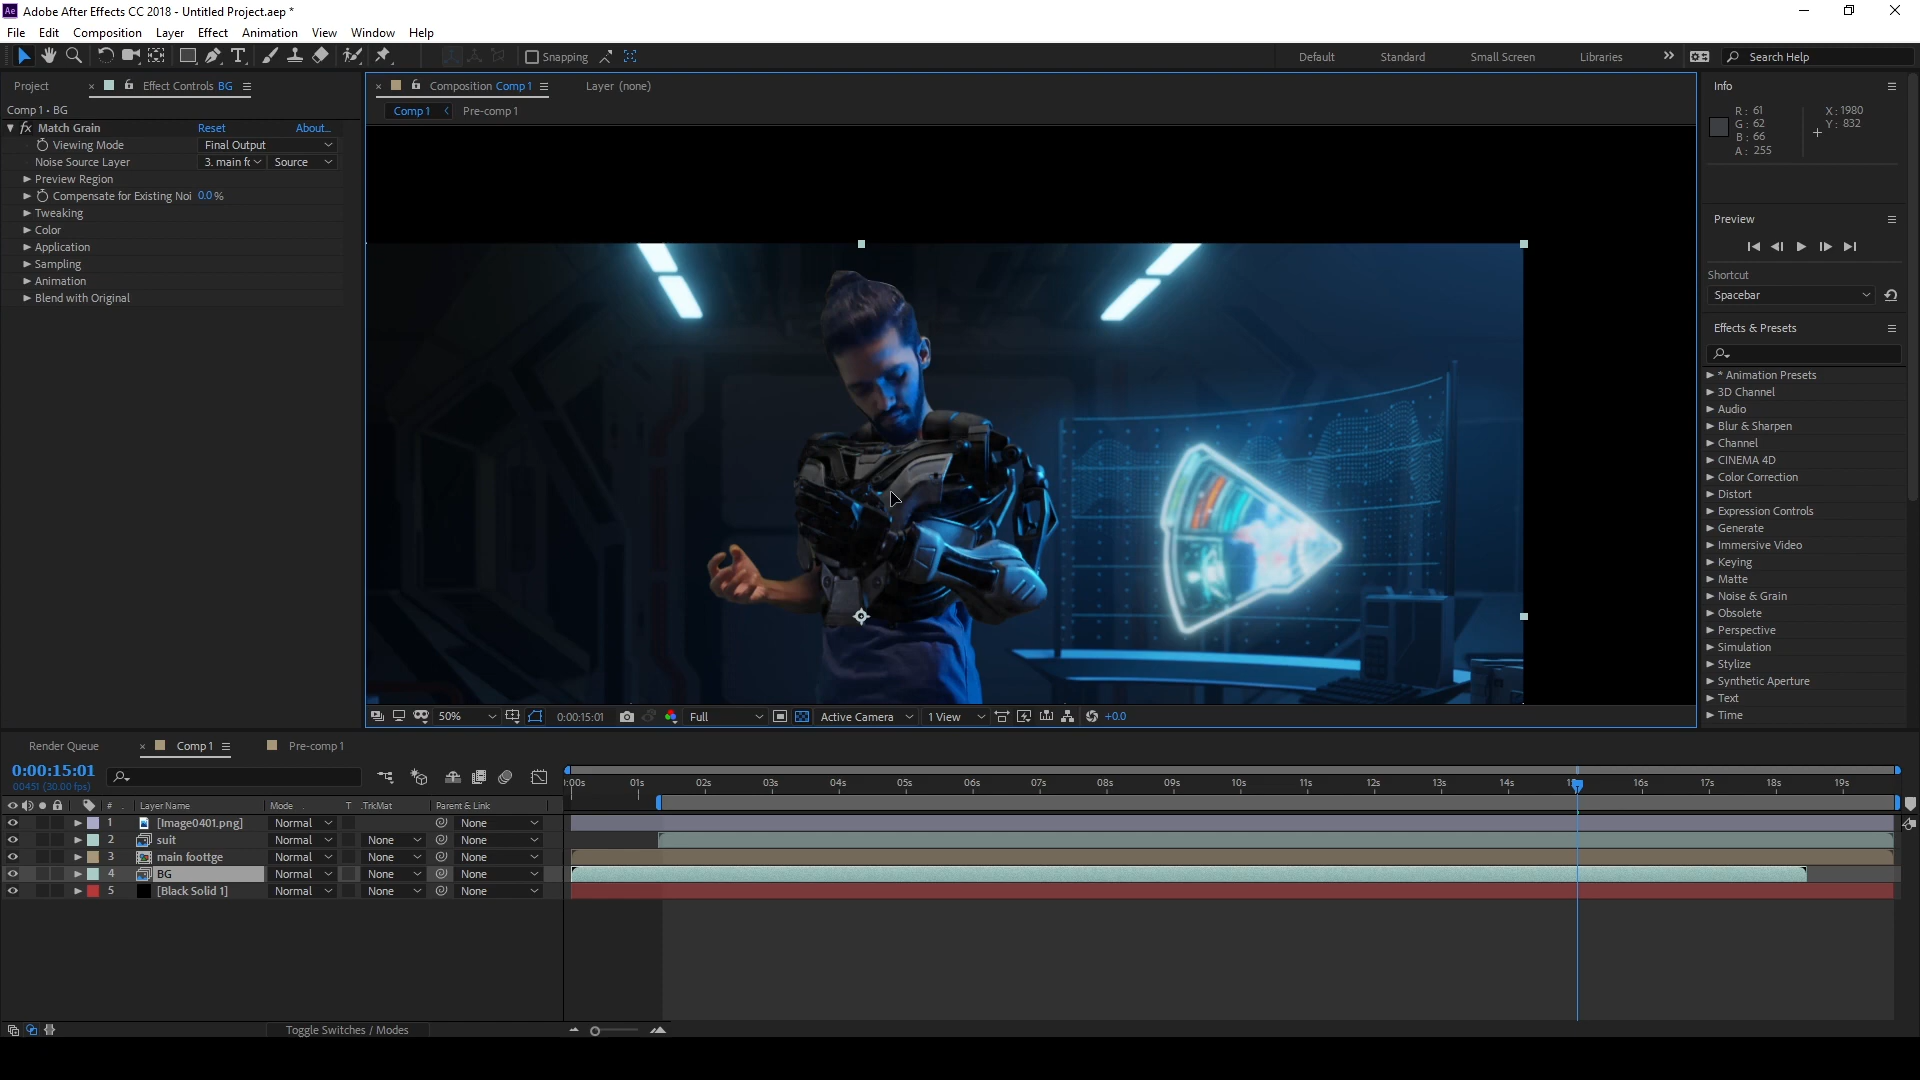 Adobe After Effects CC 2018 - Untitled Project.aep *
File Edit Composition Layer Effect Animation View Window Help
Snapping
Default Standard Small Screen Libraries Search Help
Project Effect Controls BG
Comp 1 • BG
fx Match Grain Reset About...
Viewing Mode Final Output
Noise Source Layer 3. main fo Source
Preview Region
Compensate for Existing Noi 0.0 %
Tweaking
Color
Application
Sampling
Animation
Blend with Original
Composition Comp 1 Layer (none)
Comp 1 Pre-comp 1
50% 0:00:15:01 Full Active Camera 1 View +0.0
Info
R: 61
G: 62
B: 66
A: 255
X: 1980
Y: 832
Preview
Shortcut
Spacebar
Effects & Presets
* Animation Presets
3D Channel
Audio
Blur & Sharpen
Channel
CINEMA 4D
Color Correction
Distort
Expression Controls
Generate
Immersive Video
Keying
Matte
Noise & Grain
Obsolete
Perspective
Simulation
Stylize
Synthetic Aperture
Text
Time
Render Queue Comp 1 Pre-comp 1
0:00:15:01
00451 (30.00 fps)
:00s 01s 02s 03s 04s 05s 06s 07s 08s 09s 10s 11s 12s 13s 14s 16s 17s 18s 19s
# Layer Name Mode T .TrkMat Parent & Link
1 [Image0401.png] Normal None
2 suit Normal None None
3 main foottge Normal None None
4 BG Normal None None
5 [Black Solid 1] Normal None None
Toggle Switches / Modes